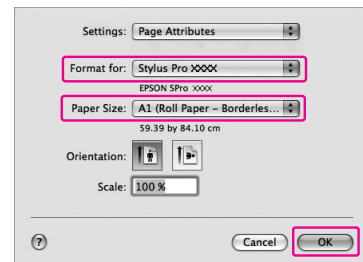 Settings: Page Attributes
Format for: Stylus Pro XXXX
EPSON SPro XXXX
Paper Size: A1 (Roll Paper – Borderles...
59.39 by 84.10 cm
Orientation:
Scale: 100 %
? Cancel OK